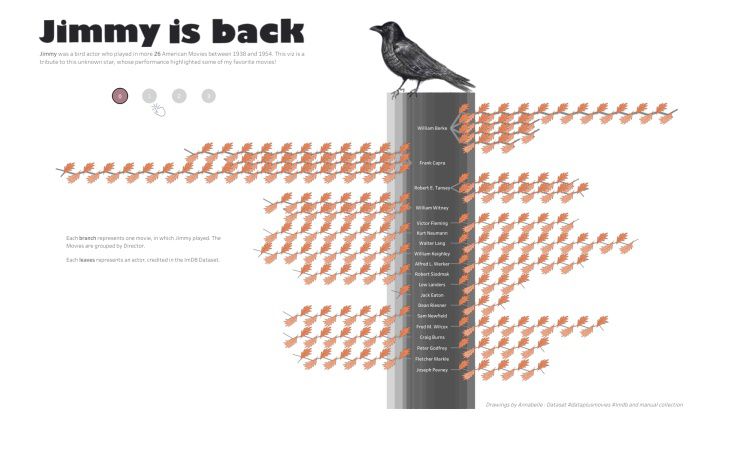 Jimmy is back
Jimmy was a bird actor who played in more 26 American Movies between 1938 and 1954. This viz is a
tribute to this unknown star, whose performance highlighted some of my favorite movies!
William Berke
Frank Capra
Robert E. Tansey
William Witney
Victor Fleming
Kurt Neumann
Walter Lang
William Keighley
Alfred L. Werker
Robert Siodmak
Lew Landers
Jack Eaton
Dean Riesner
Sam Newfield
Fred M. Wilcox
Craig Burns
Peter Godfrey
Fletcher Markle
Joseph Pevney
Each branch represents one movie, in which Jimmy played. The
Movies are grouped by Director.
Each leaves represents an actor, credited in the ImDB Dataset.
Drawings by Annabelle - Dataset #dataplusmovies #imdb and manual collection